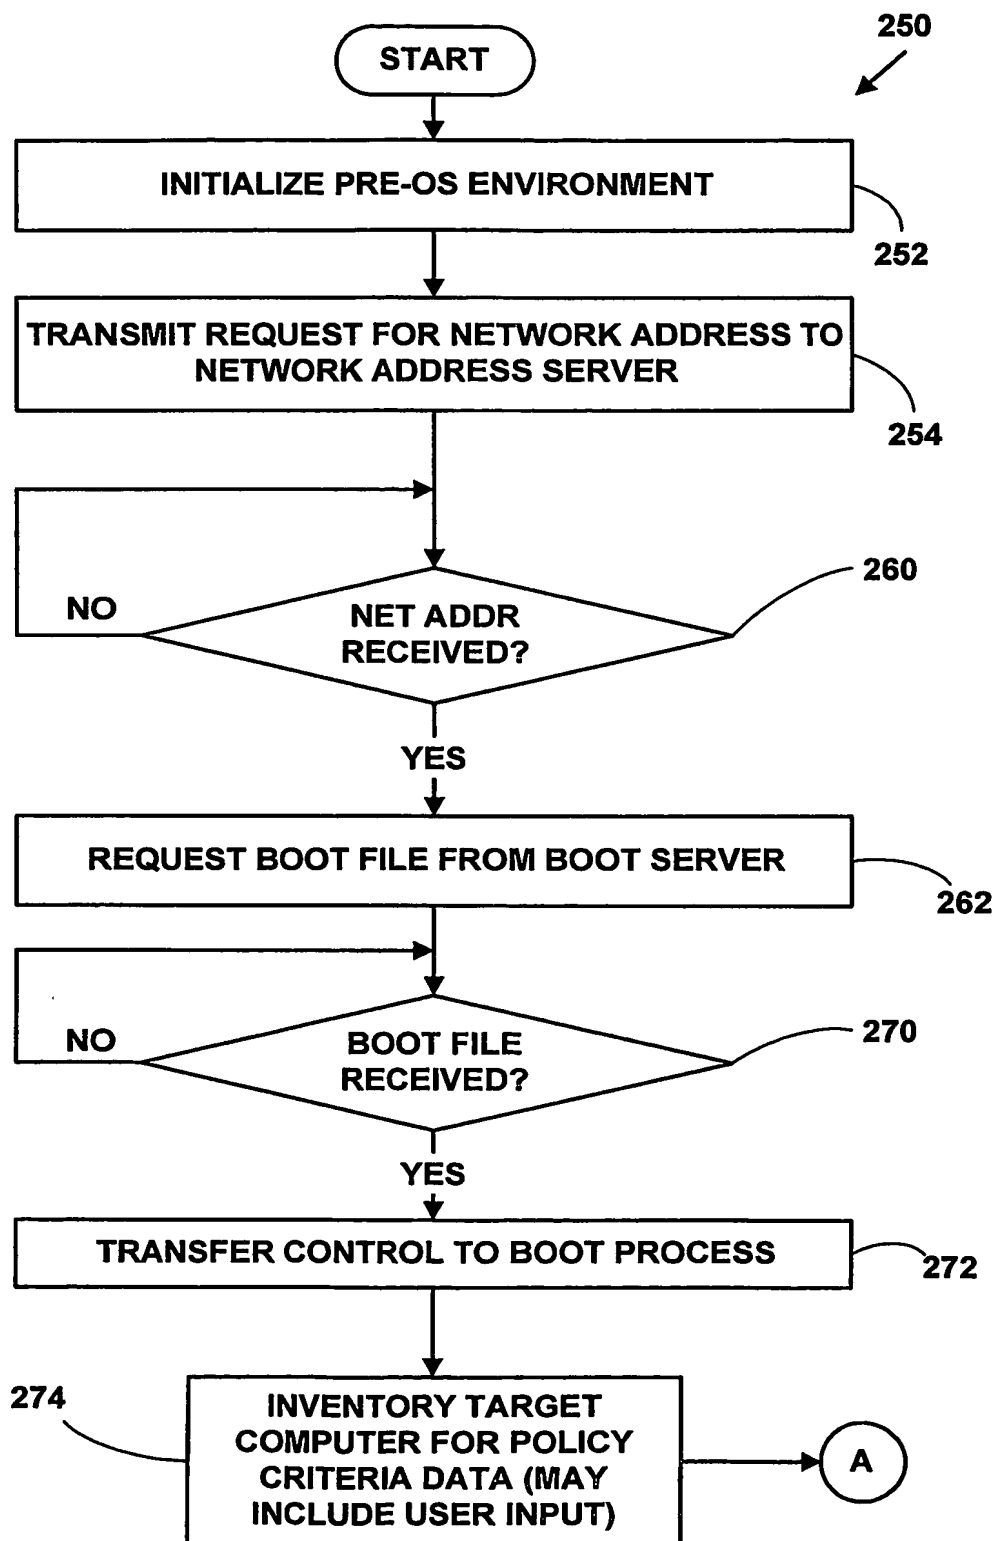 250
START
INITIALIZE PRE-OS ENVIRONMENT
252
TRANSMIT REQUEST FOR NETWORK ADDRESS TO
NETWORK ADDRESS SERVER
254
260
NO
NET ADDR
RECEIVED?
YES
REQUEST BOOT FILE FROM BOOT SERVER
262
270
NO
BOOT FILE
RECEIVED?
YES
TRANSFER CONTROL TO BOOT PROCESS
272
274
INVENTORY TARGET
COMPUTER FOR POLICY
CRITERIA DATA (MAY
INCLUDE USER INPUT)
A